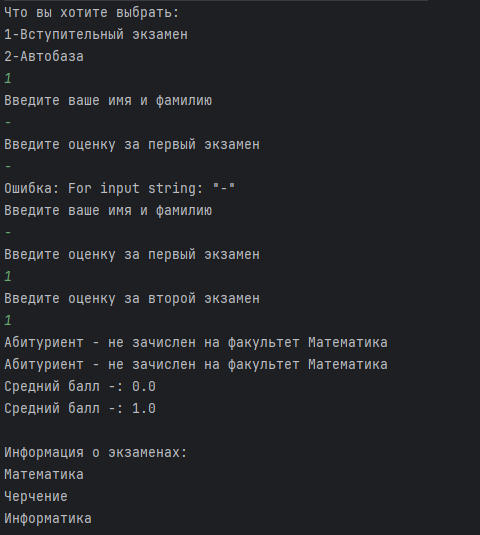 Что вы хотите выбрать:
1-Вступительный экзамен
2-Автобаза
1
Введите ваше имя и фамилию
-
Введите оценку за первый экзамен
-
Ошибка: For input string: "-"
Введите ваше имя и фамилию
-
Введите оценку за первый экзамен
1
Введите оценку за второй экзамен
1
Абитуриент - не зачислен на факультет Математика
Абитуриент - не зачислен на факультет Математика
Средний балл -: 0.0
Средний балл -: 1.0
Информация о экзаменах:
Математика
Черчение
Информатика